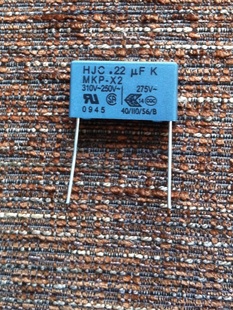 HJC .22 µF K
MKP-X2
310V~250V~ 275V~
0945 40/110/56/B